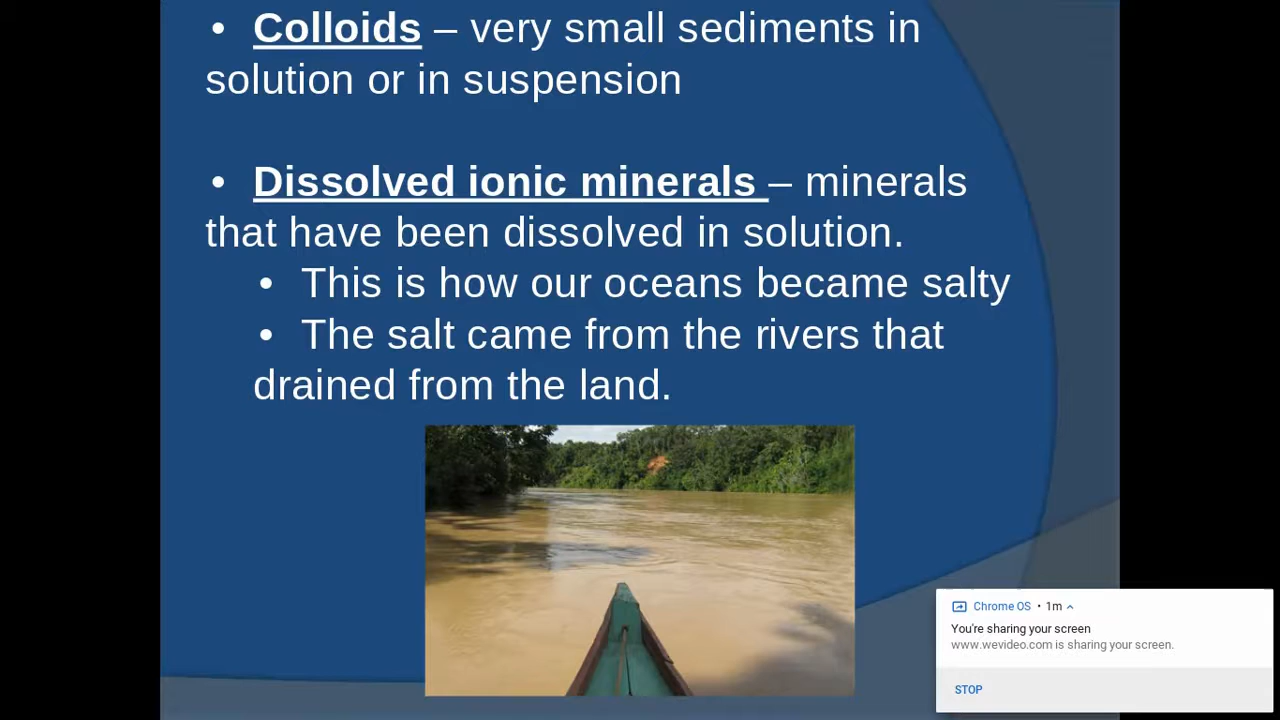 • Colloids – very small sediments in
solution or in suspension
• Dissolved ionic minerals – minerals
that have been dissolved in solution.
• This is how our oceans became salty
• The salt came from the rivers that
drained from the land.
Chrome OS • 1m
You're sharing your screen
www.wevideo.com is sharing your screen.
STOP